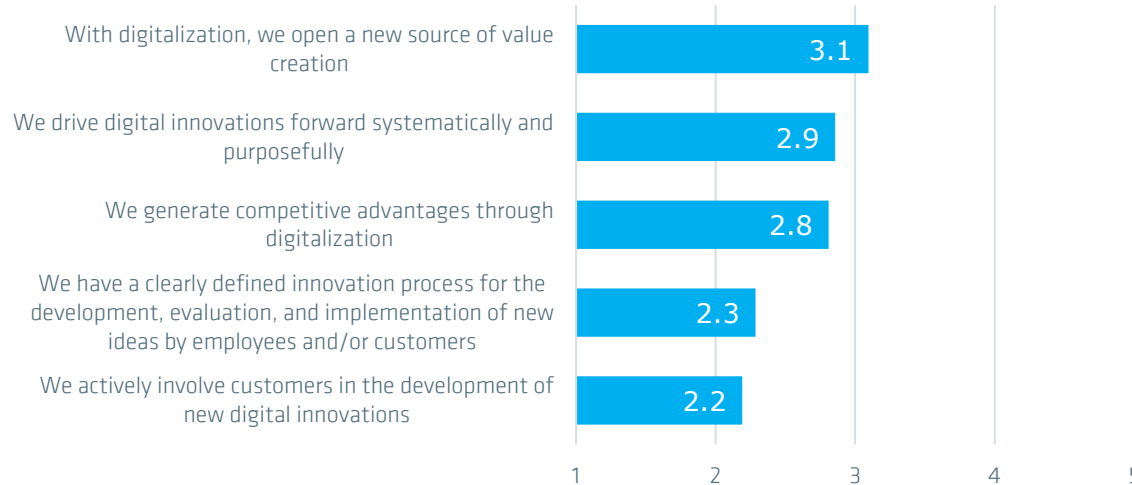 With digitalization, we open a new source of value
creation
3.1
We drive digital innovations forward systematically and
purposefully
2.9
We generate competitive advantages through
digitalization
2.8
We have a clearly defined innovation process for the
development, evaluation, and implementation of new
ideas by employees and/or customers
2.3
We actively involve customers in the development of
new digital innovations
2.2
1 2 3 4 5